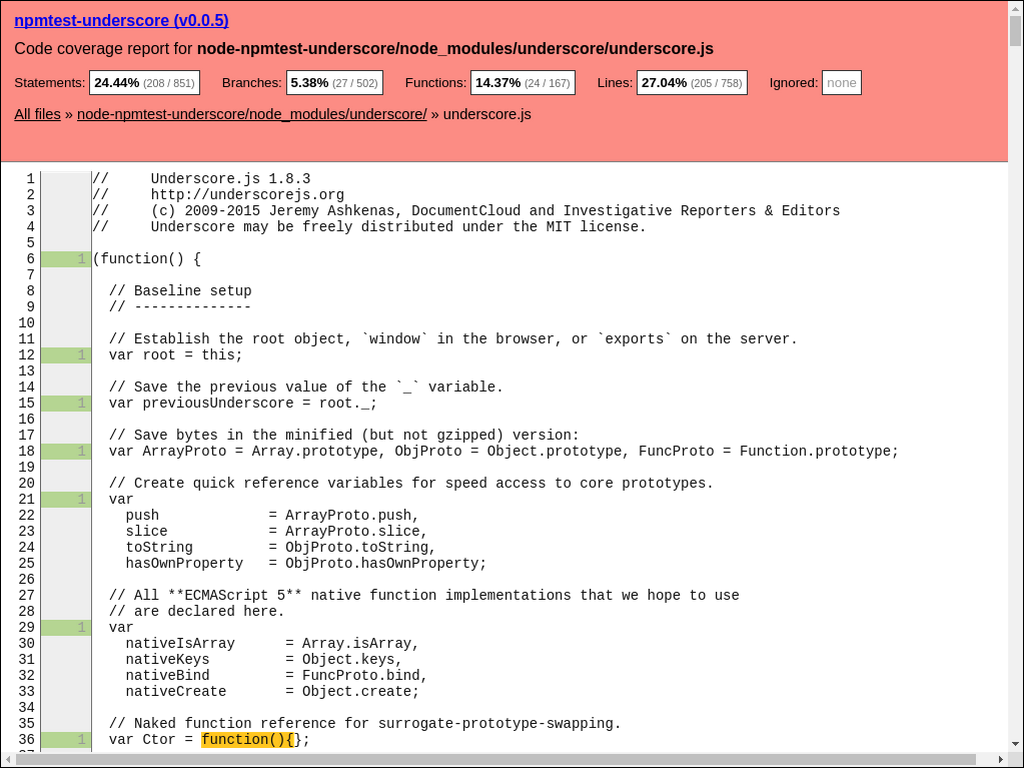 npmtest-underscore (v0.0.5)
Code coverage report for node-npmtest-underscore/node_modules/underscore/underscore.js
Statements: 24.44% (208 / 851) Branches: 5.38% (27 / 502) Functions: 14.37% (24 / 167) Lines: 27.04% (205 / 758) Ignored: none
All files » node-npmtest-underscore/node_modules/underscore/ » underscore.js
1 //     Underscore.js 1.8.3
2 //     http://underscorejs.org
3 //     (c) 2009-2015 Jeremy Ashkenas, DocumentCloud and Investigative Reporters & Editors
4 //     Underscore may be freely distributed under the MIT license.
5
6 1 (function() {
7
8   // Baseline setup
9   // --------------
10
11   // Establish the root object, `window` in the browser, or `exports` on the server.
12 1   var root = this;
13
14   // Save the previous value of the `_` variable.
15 1   var previousUnderscore = root._;
16
17   // Save bytes in the minified (but not gzipped) version:
18 1   var ArrayProto = Array.prototype, ObjProto = Object.prototype, FuncProto = Function.prototype;
19
20   // Create quick reference variables for speed access to core prototypes.
21 1   var
22     push             = ArrayProto.push,
23     slice            = ArrayProto.slice,
24     toString         = ObjProto.toString,
25     hasOwnProperty   = ObjProto.hasOwnProperty;
26
27   // All **ECMAScript 5** native function implementations that we hope to use
28   // are declared here.
29 1   var
30     nativeIsArray      = Array.isArray,
31     nativeKeys         = Object.keys,
32     nativeBind         = FuncProto.bind,
33     nativeCreate       = Object.create;
34
35   // Naked function reference for surrogate-prototype-swapping.
36 1   var Ctor = function(){};